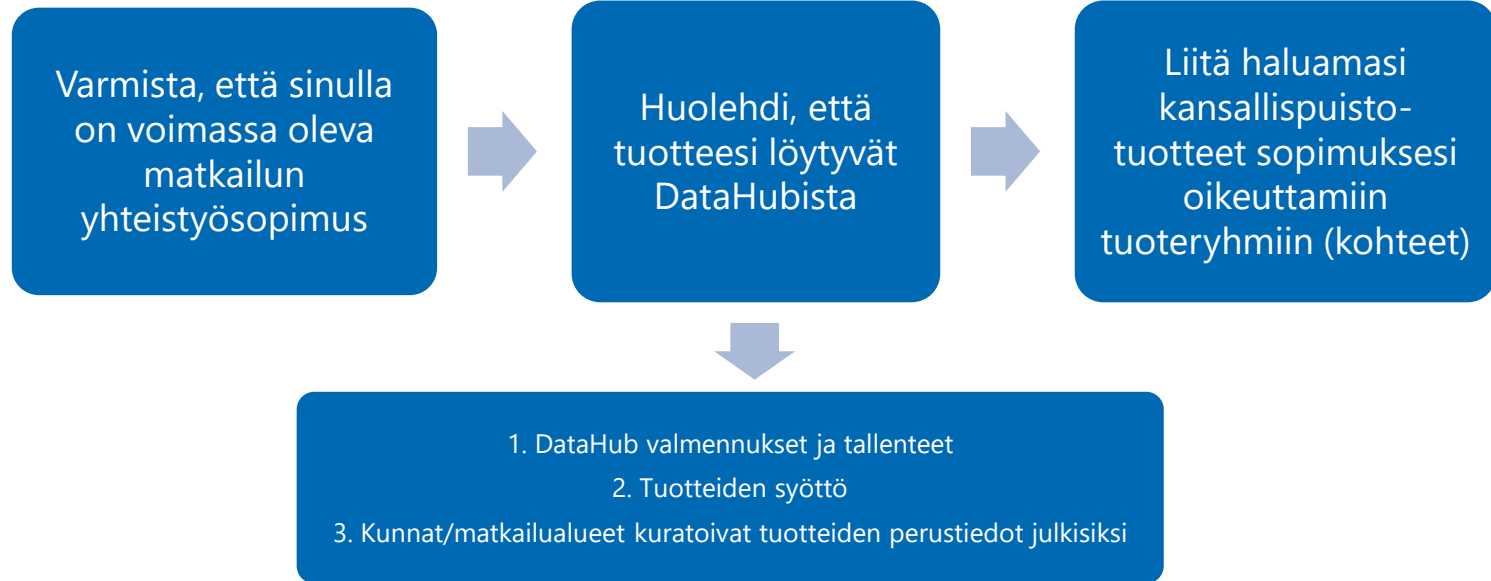 Varmista, että sinulla
on voimassa oleva
matkailun
yhteistyösopimus
Huolehdi, että
tuotteesi löytyvät
DataHubista
Liitä haluamasi
kansallispuisto-
tuotteet sopimuksesi
oikeuttamiin
tuoteryhmiin (kohteet)
1. DataHub valmennukset ja tallenteet
2. Tuotteiden syöttö
3. Kunnat/matkailualueet kuratoivat tuotteiden perustiedot julkisiksi